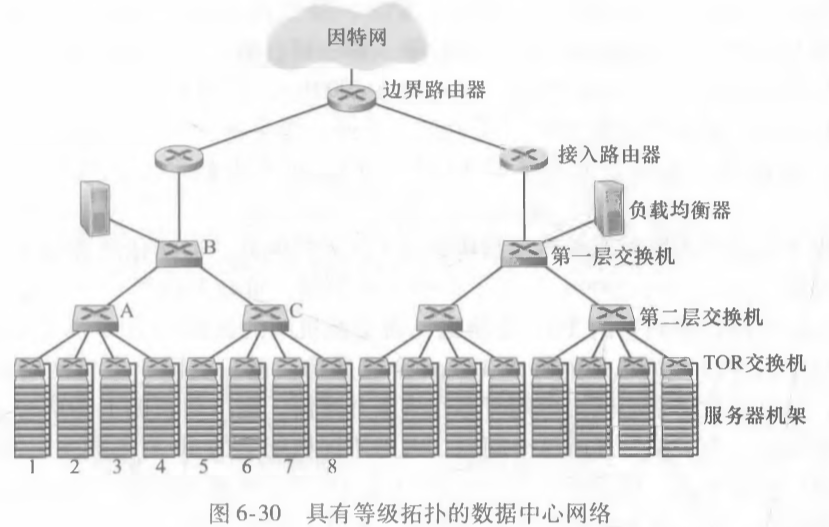 因特网
边界路由器
接入路由器
负载均衡器
B
第一层交换机
A
C
第二层交换机
TOR交换机
服务器机架
1 2 3 4 5 6 7 8
图 6-30 具有等级拓扑的数据中心网络